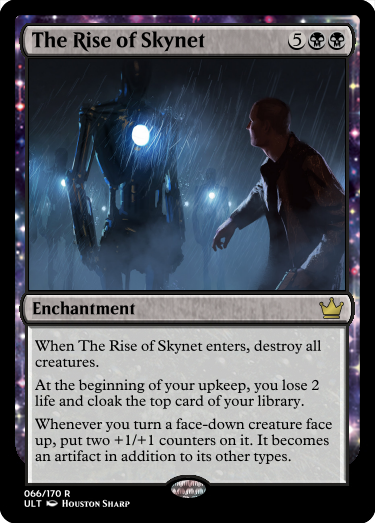 The Rise of Skynet 5
Enchantment
When The Rise of Skynet enters, destroy all
creatures.
At the beginning of your upkeep, you lose 2
life and cloak the top card of your library.
Whenever you turn a face-down creature face
up, put two +1/+1 counters on it. It becomes
an artifact in addition to its other types.
066/170 R
ULT Houston Sharp